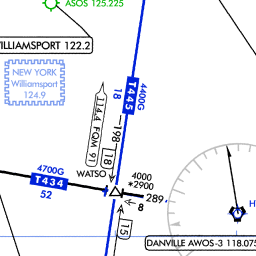 ASOS 125.225
WILLIAMSPORT 122.2
NEW YORK
Williamsport
124.9
4400G
T445
18
114.4 FQM 91
198
18
4700G
T434
52
WATSO
4000
*2900
289
8
15
H
DANVILLE AWOS-3 118.075